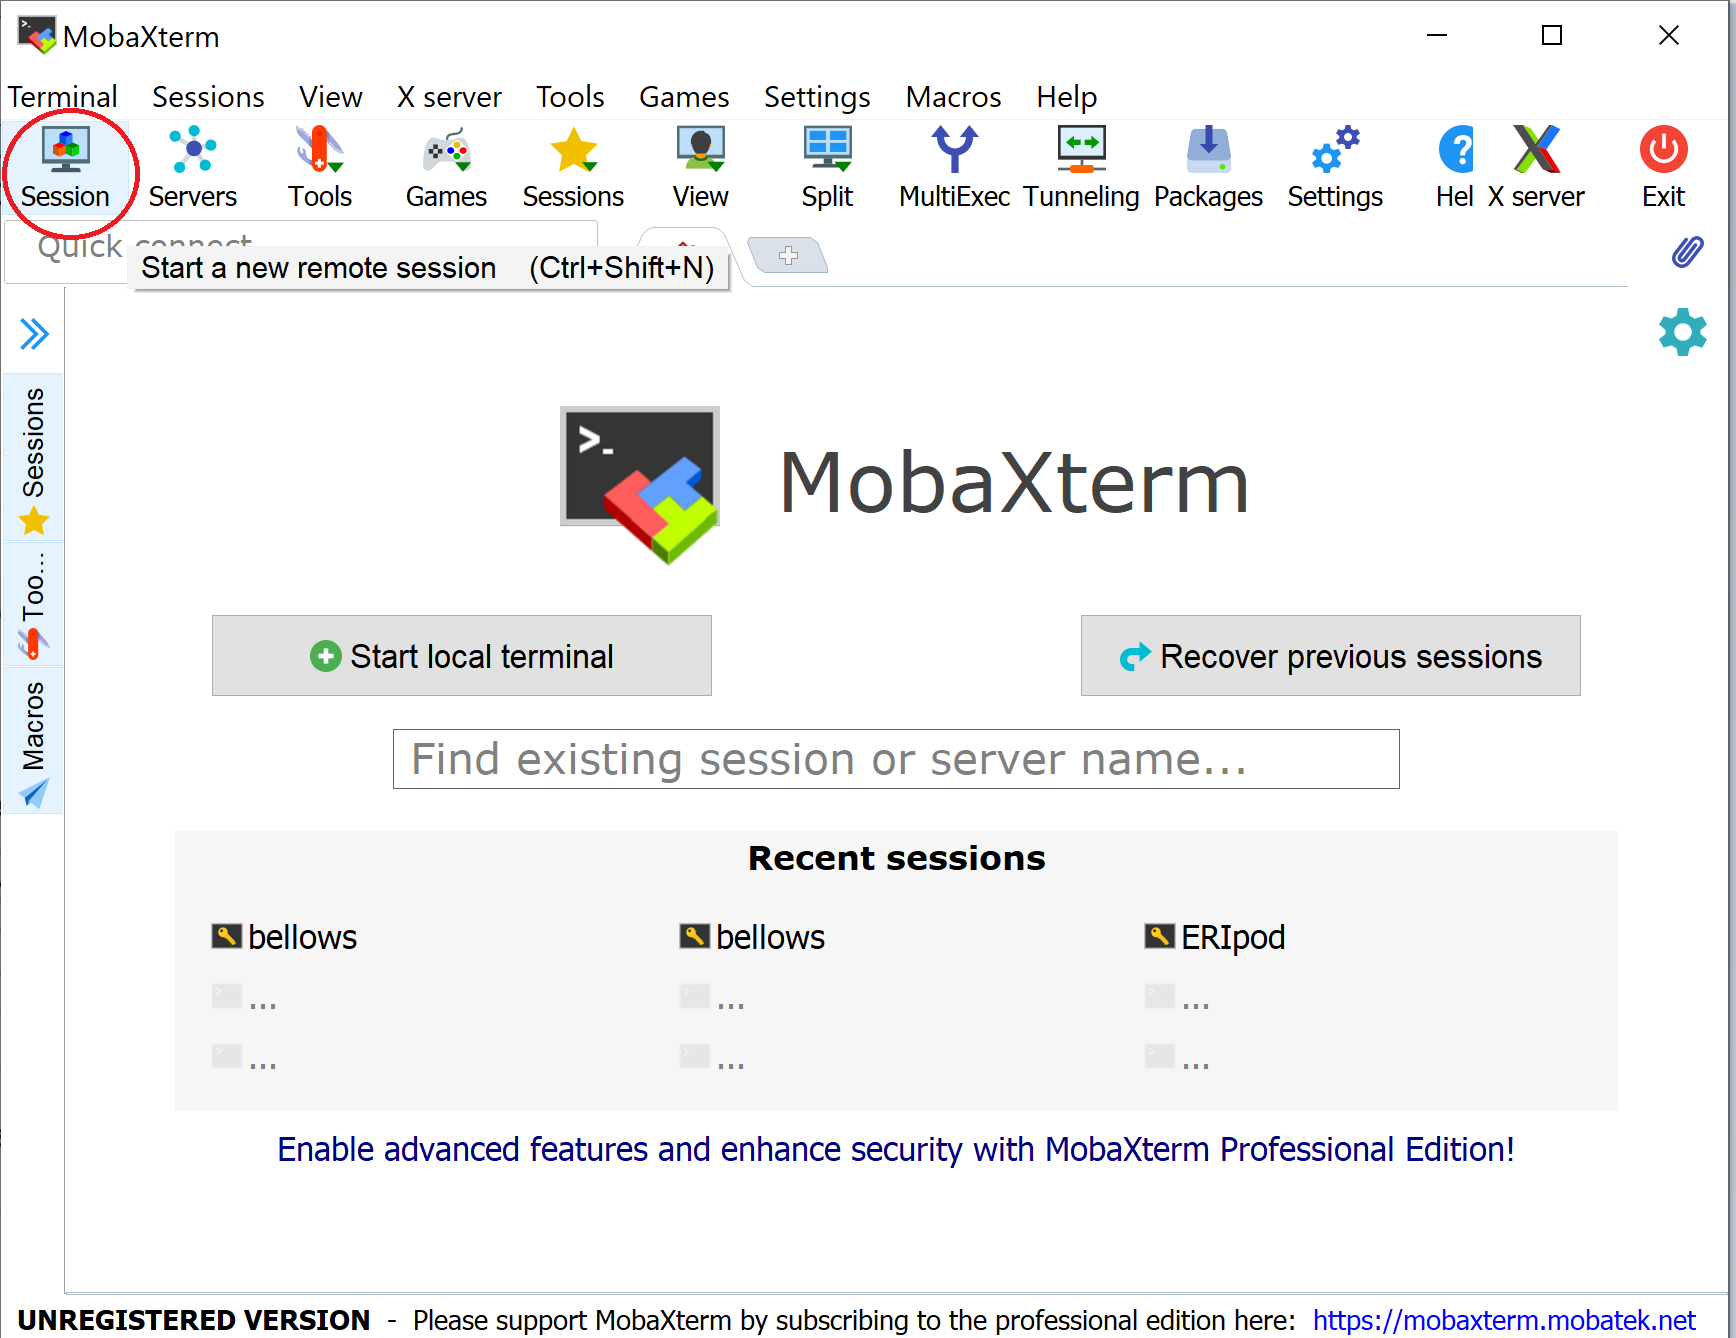 MobaXterm
Terminal Sessions View X server Tools Games Settings Macros Help
Session Servers Tools Games Sessions View Split MultiExec Tunneling Packages Settings Hel X server Exit
Quick connect
Start a new remote session (Ctrl+Shift+N)
Sessions
Too...
Macros
>_
MobaXterm
Start local terminal
Recover previous sessions
Find existing session or server name...
Recent sessions
bellows bellows ERIpod
... ... ...
... ... ...
Enable advanced features and enhance security with MobaXterm Professional Edition!
UNREGISTERED VERSION - Please support MobaXterm by subscribing to the professional edition here: https://mobaxterm.mobatek.net